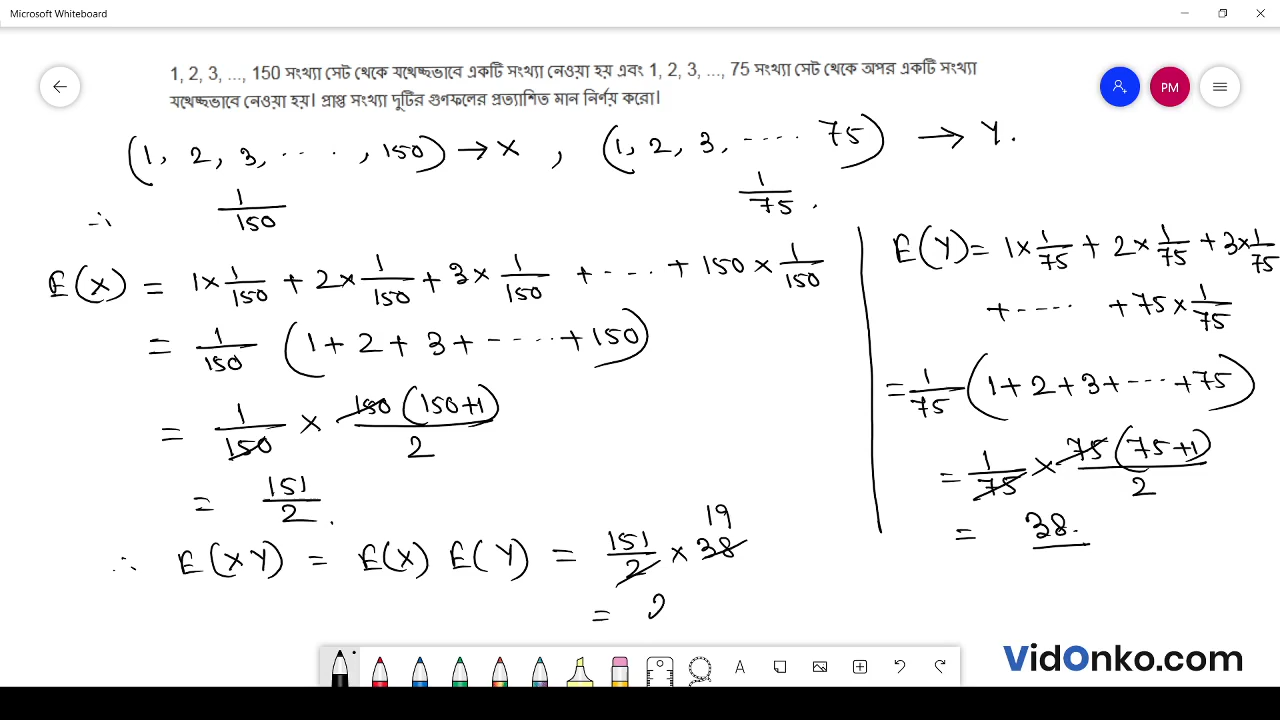 Microsoft Whiteboard
1, 2, 3, ..., 150 সংখ্যা সেট থেকে যথেচ্ছভাবে একটি সংখ্যা নেওয়া হয় এবং 1, 2, 3, ..., 75 সংখ্যা সেট থেকে অপর একটি সংখ্যা
যথেচ্ছভাবে নেওয়া হয়। প্রাপ্ত সংখ্যা দুটির গুণফলের প্রত্যাশিত মান নির্ণয় করো।
PM
(1, 2, 3, ...., 150) → X , (1, 2, 3, ..... 75) → Y.
∴ 1/150 1/75.
E(X) = 1×1/150 + 2×1/150 + 3×1/150 + .... + 150×1/150
= 1/150 (1+2+3+.....+150)
= 1/150 × 150(150+1)/2
= 151/2.
E(Y) = 1×1/75 + 2×1/75 + 3×1/75
+ ..... + 75×1/75
= 1/75 (1+2+3+...+75)
= 1/75 × 75(75+1)/2
= 38.
19
∴ E(XY) = E(X) E(Y) = 151/2 × 38
= 2
A
VidOnko.com